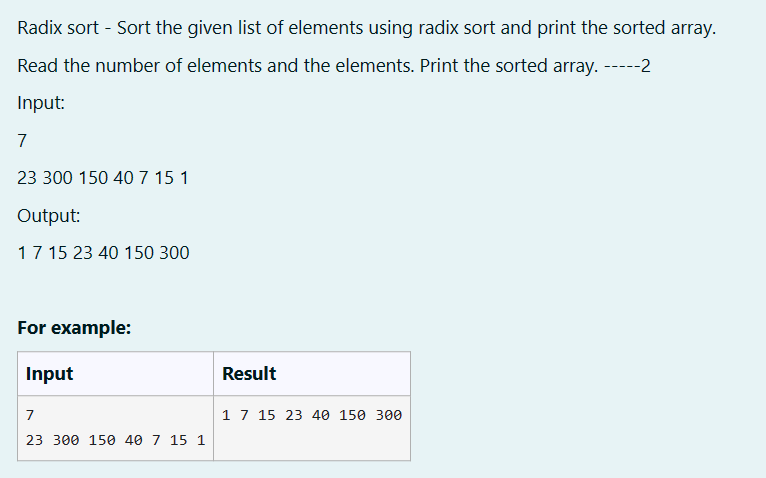 Radix sort - Sort the given list of elements using radix sort and print the sorted array.
Read the number of elements and the elements. Print the sorted array. -----2
Input:
7
23 300 150 40 7 15 1
Output:
1 7 15 23 40 150 300
For example:
Input Result
7 1 7 15 23 40 150 300
23 300 150 40 7 15 1